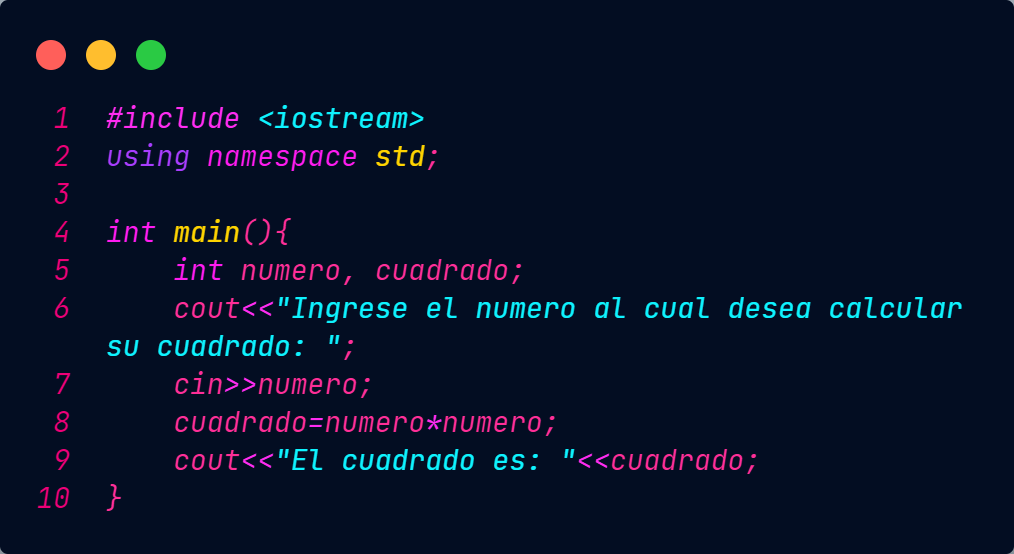 1 #include <iostream>
2 using namespace std;
3
4 int main(){
5     int numero, cuadrado;
6     cout<<"Ingrese el numero al cual desea calcular
su cuadrado: ";
7     cin>>numero;
8     cuadrado=numero*numero;
9     cout<<"El cuadrado es: "<<cuadrado;
10 }